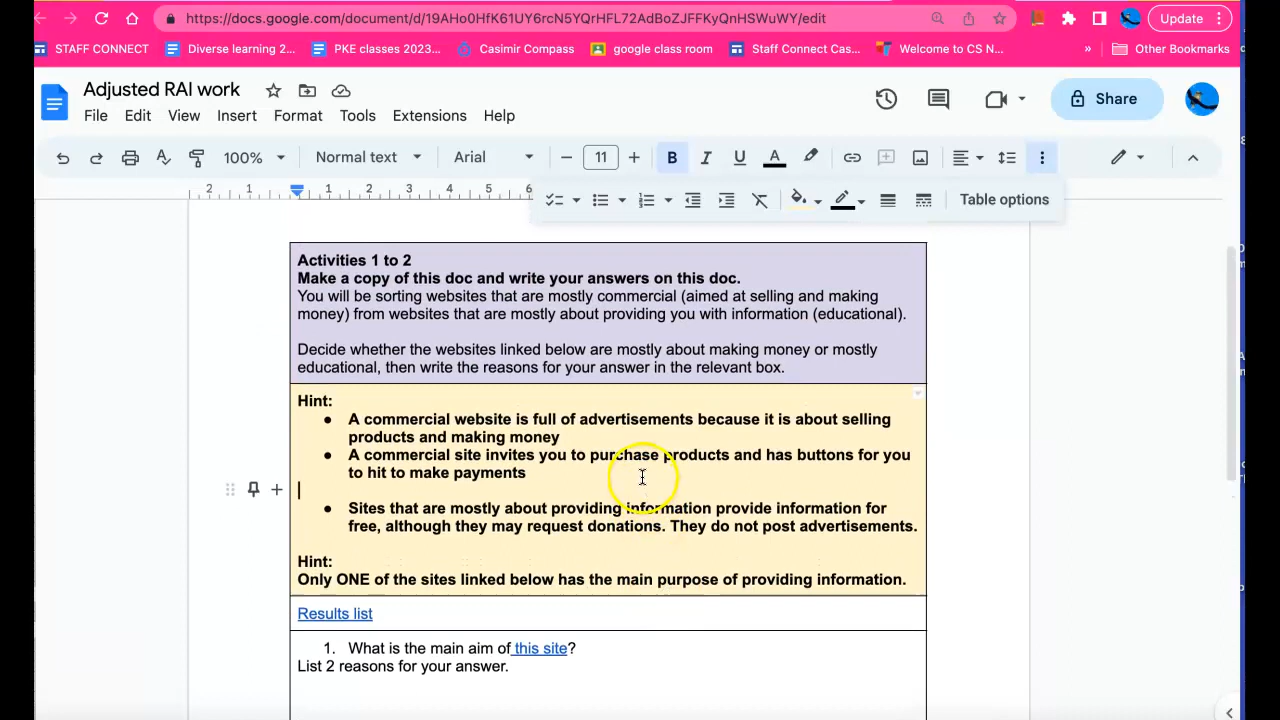 https://docs.google.com/document/d/19AHo0HfK61UY6rcN5YQrHFL72AdBoZJFFKyQnHSWuWY/edit
Update
STAFF CONNECT
Diverse learning 2...
PKE classes 2023...
Casimir Compass
google class room
Staff Connect Cas...
Welcome to CS N...
»
Other Bookmarks
Adjusted RAI work
Share
File Edit View Insert Format Tools Extensions Help
100% Normal text Arial 11 B I U A
2 1 1 2 3 4 5 6
Table options
Activities 1 to 2
Make a copy of this doc and write your answers on this doc.
You will be sorting websites that are mostly commercial (aimed at selling and making
money) from websites that are mostly about providing you with information (educational).
Decide whether the websites linked below are mostly about making money or mostly
educational, then write the reasons for your answer in the relevant box.
Hint:
● A commercial website is full of advertisements because it is about selling
products and making money
● A commercial site invites you to purchase products and has buttons for you
to hit to make payments
● Sites that are mostly about providing information provide information for
free, although they may request donations. They do not post advertisements.
Hint:
Only ONE of the sites linked below has the main purpose of providing information.
Results list
1. What is the main aim of this site?
List 2 reasons for your answer.